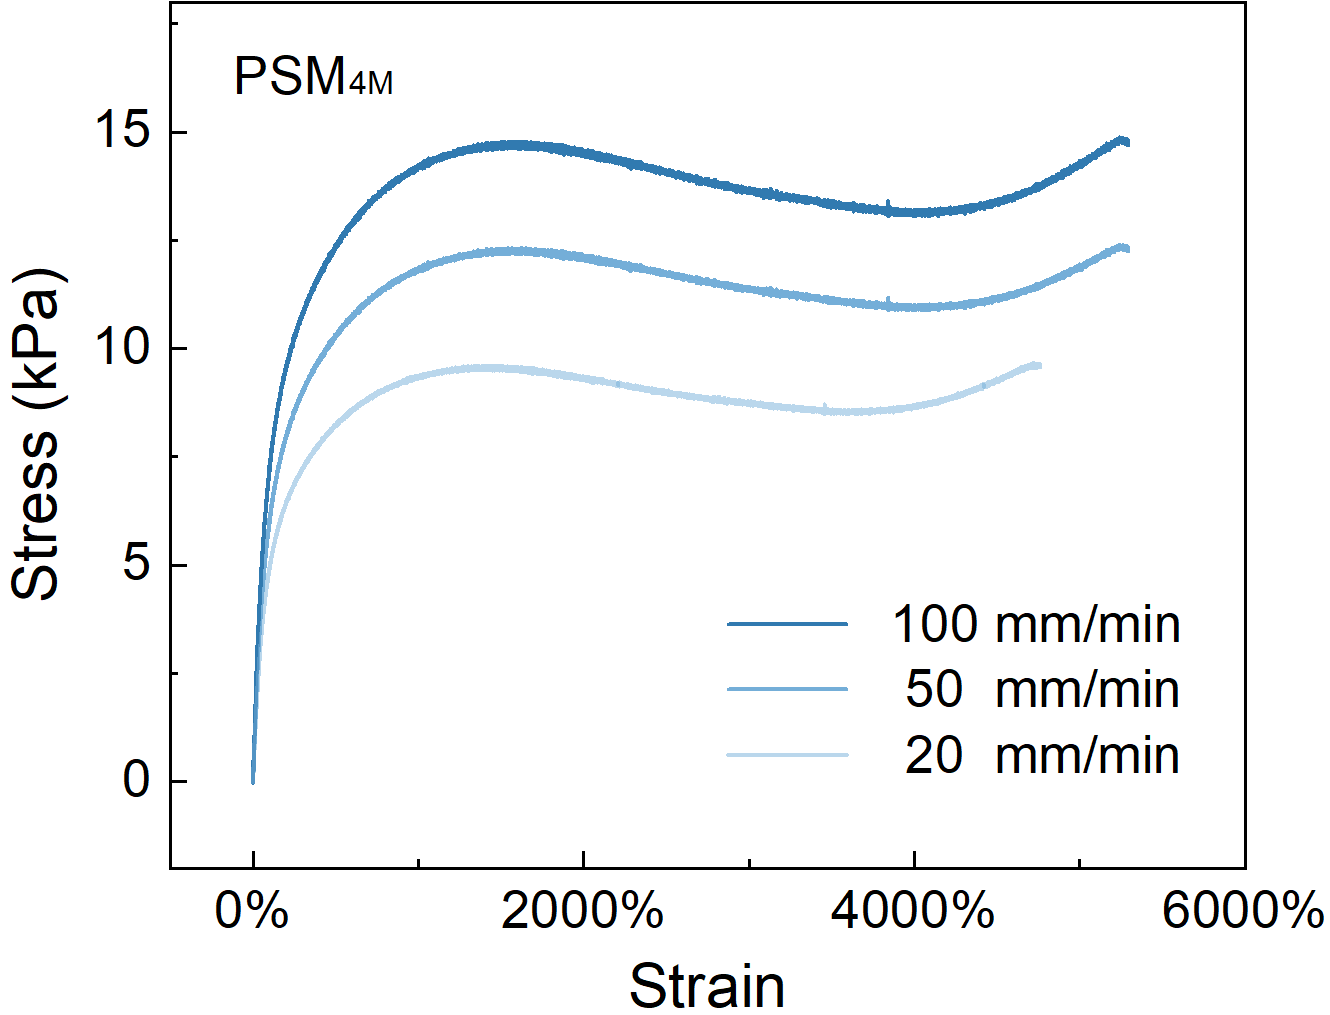 PSM4M
15
10
5
0
Stress (kPa)
100 mm/min
50 mm/min
20 mm/min
0% 2000% 4000% 6000%
Strain